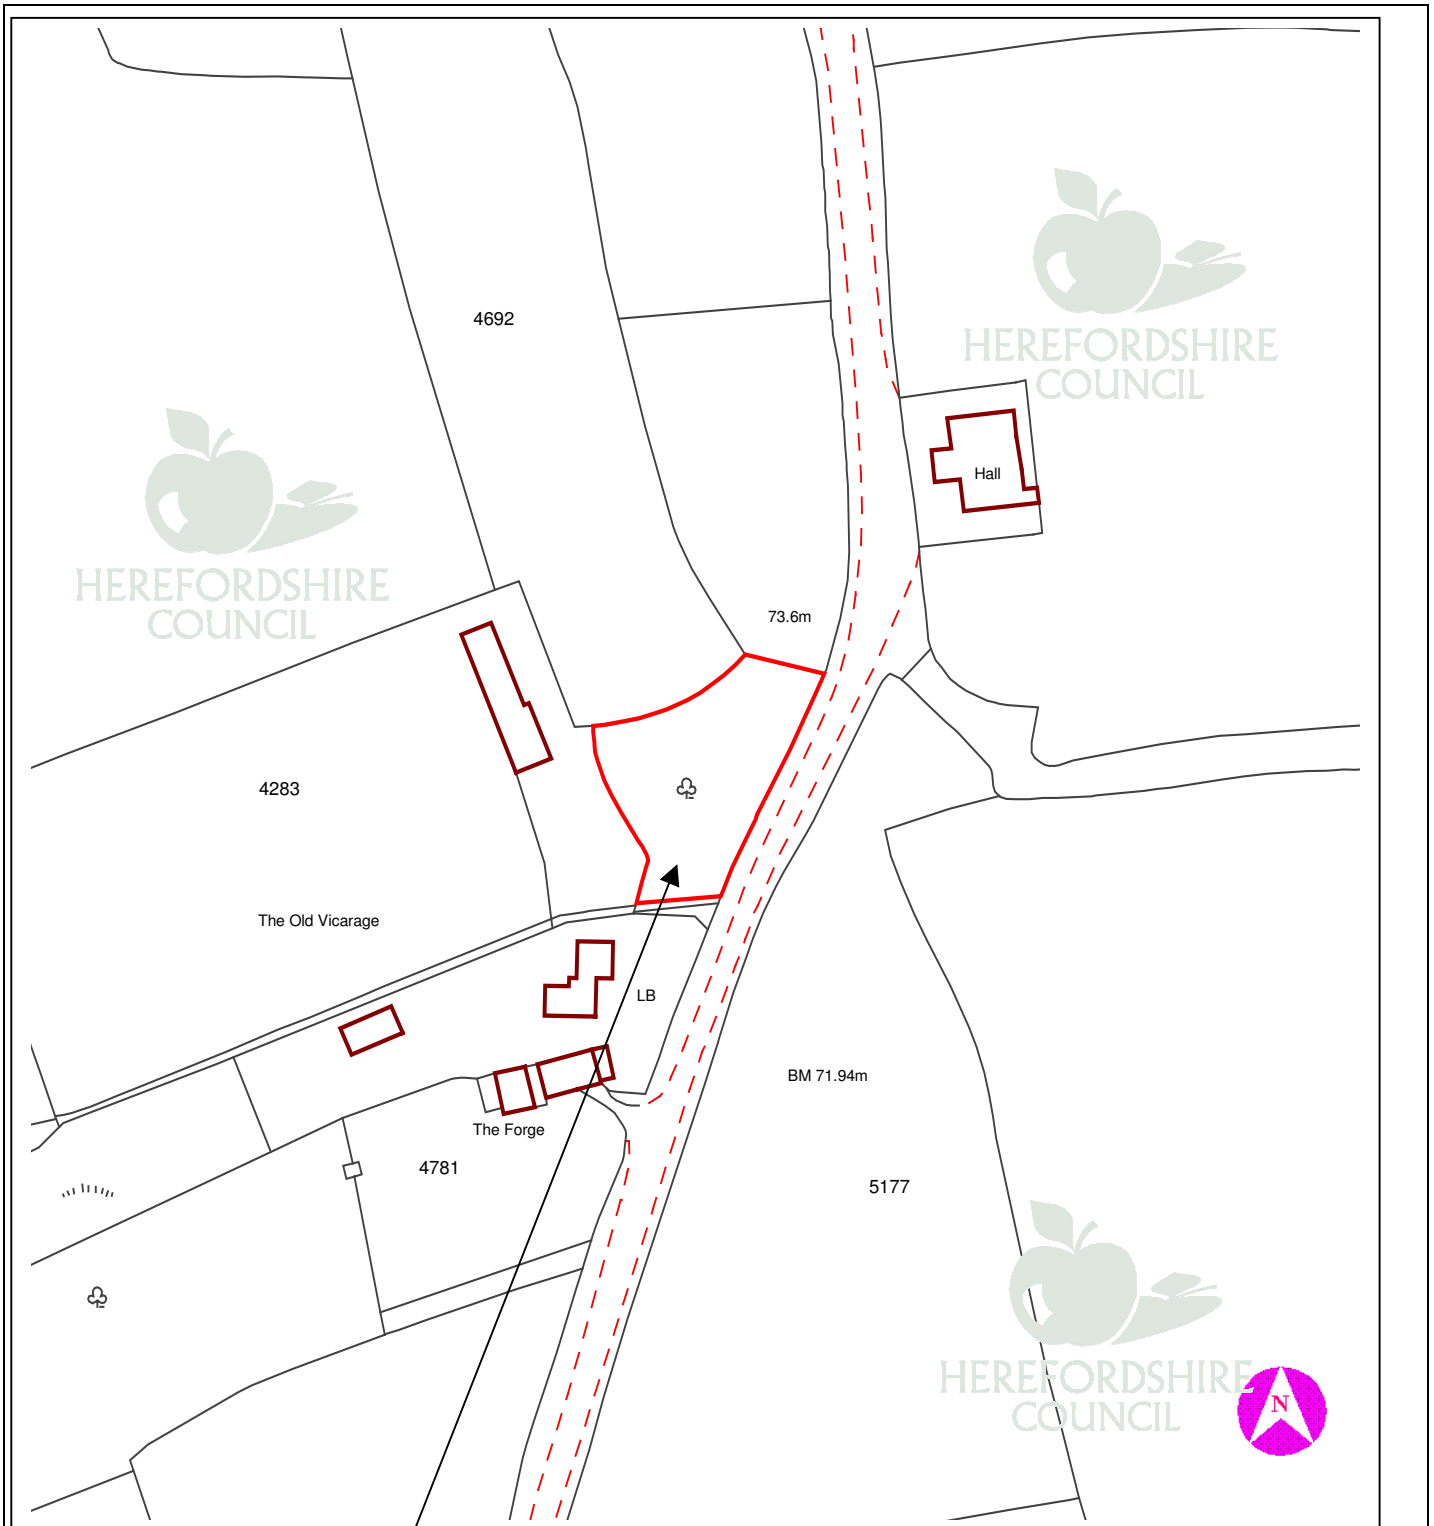 HEREFORDSHIRE
COUNCIL
4692
HEREFORDSHIRE
COUNCIL
Hall
73.6m
4283
The Old Vicarage
LB
BM 71.94m
The Forge
4781
5177
HEREFORDSHIRE
COUNCIL
N